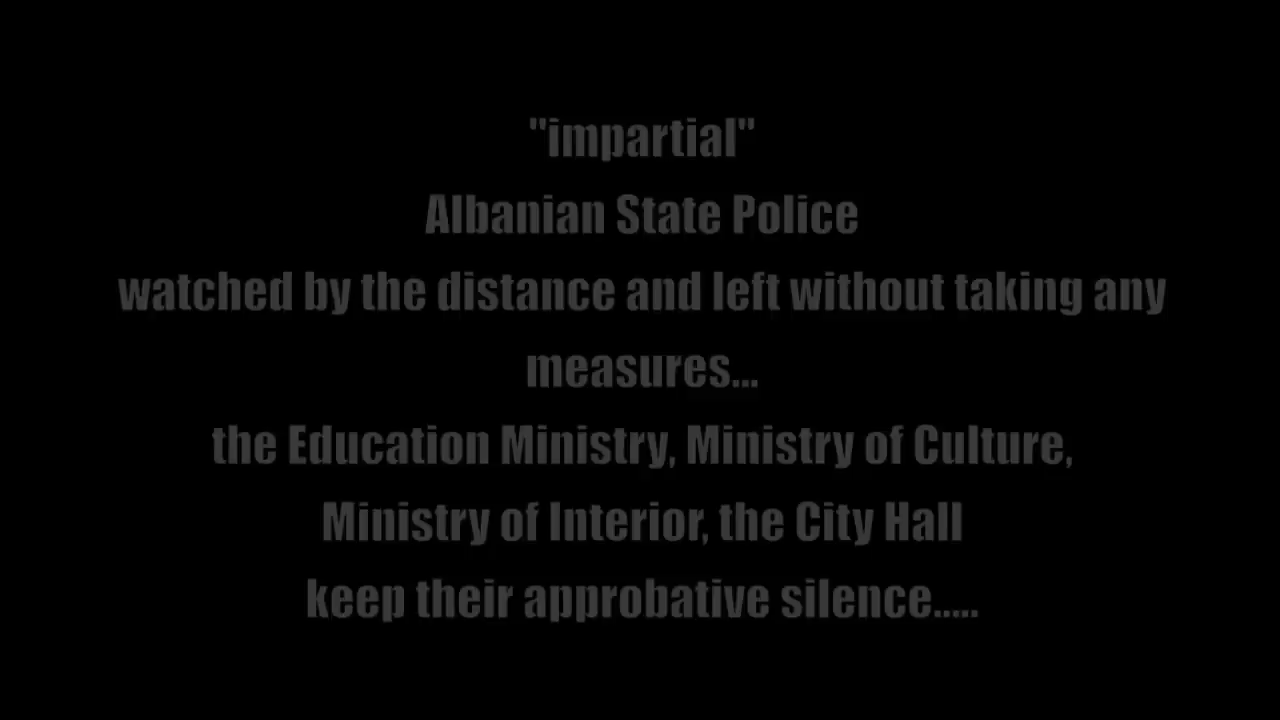 "impartial"
Albanian State Police
watched by the distance and left without taking any
measures...
the Education Ministry, Ministry of Culture,
Ministry of Interior, the City Hall
keep their approbative silence.....